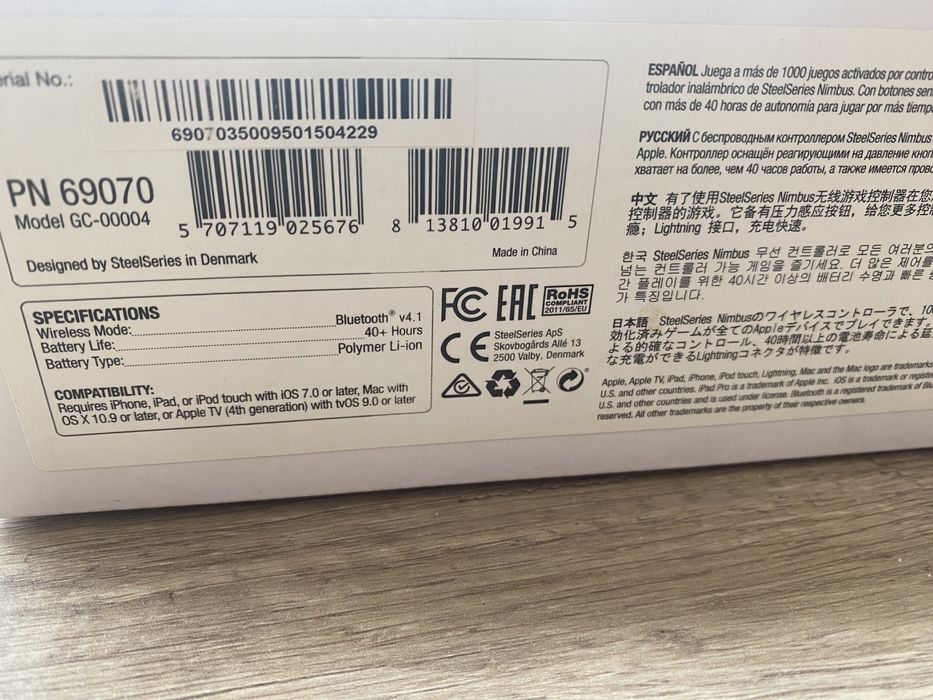 erial No.:
6907035009501504229
PN 69070
Model GC-00004
5 707119 025676
8 13810 01991 5
Designed by SteelSeries in Denmark
Made in China
SPECIFICATIONS
Wireless Mode: Bluetooth® v4.1
Battery Life: 40+ Hours
Battery Type: Polymer Li-ion
COMPATIBILITY:
Requires iPhone, iPad, or iPod touch with iOS 7.0 or later, Mac with
OS X 10.9 or later, or Apple TV (4th generation) with tvOS 9.0 or later
FC EAC RoHS
COMPLIANT
2011/65/EU
CE
SteelSeries ApS
Skovbogårds Allé 13
2500 Valby, Denmark
ESPAÑOL Juega a más de 1000 juegos activados por contro
trolador inalámbrico de SteelSeries Nimbus. Con botones sen
con más de 40 horas de autonomía para jugar por más tiemp
РУССКИЙ С беспроводным контроллером SteelSeries Nimbus
Apple. Контроллер оснащён реагирующими на давление кноп
хватает на более, чем 40 часов работы, а также имеется прово
中文 有了使用SteelSeries Nimbus无线游戏控制器在您
控制器的游戏。它备有压力感应按钮，给您更多控
瘾；Lightning 接口，充电快速。
한국 SteelSeries Nimbus 무선 컨트롤러로 모든 여러분의
넘는 컨트롤러 가능 게임을 즐기세요. 더 많은 제어를
간 플레이를 위한 40시간 이상의 배터리 수명과 빠른 충
가 특징입니다.
日本語 SteelSeries Nimbusのワイヤレスコントローラで、100
効化済みゲームが全てのAppleデバイスでプレイできます。
よる的確なコントロール、40時間以上の電池寿命による延
な充電ができるLightningコネクタが特徴です。
Apple, Apple TV, iPad, iPhone, iPod touch, Lightning, Mac and the Mac logo are trademarks
U.S. and other countries. iPad Pro is a trademark of Apple Inc. iOS is a trademark or registe
U.S. and other countries and is used under license. Bluetooth is a registered trademark of Bl
reserved. All other trademarks are the property of their respective owners.